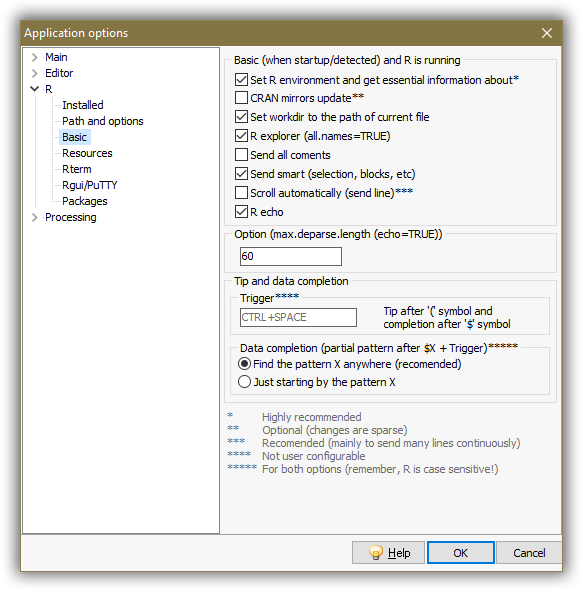 Application options
Main
Editor
R
Installed
Path and options
Basic
Resources
Rterm
Rgui/PuTTY
Packages
Processing
Basic (when startup/detected) and R is running
Set R environment and get essential information about*
CRAN mirrors update**
Set workdir to the path of current file
R explorer (all.names=TRUE)
Send all coments
Send smart (selection, blocks, etc)
Scroll automatically (send line)***
R echo
Option (max.deparse.length (echo=TRUE))
60
Tip and data completion
Trigger****
CTRL+SPACE
Tip after '(' symbol and
completion after '$' symbol
Data completion (partial pattern after $X + Trigger)*****
Find the pattern X anywhere (recomended)
Just starting by the pattern X
* Highly recommended
** Optional (changes are sparse)
*** Recomended (mainly to send many lines continuously)
**** Not user configurable
***** For both options (remember, R is case sensitive!)
Help OK Cancel